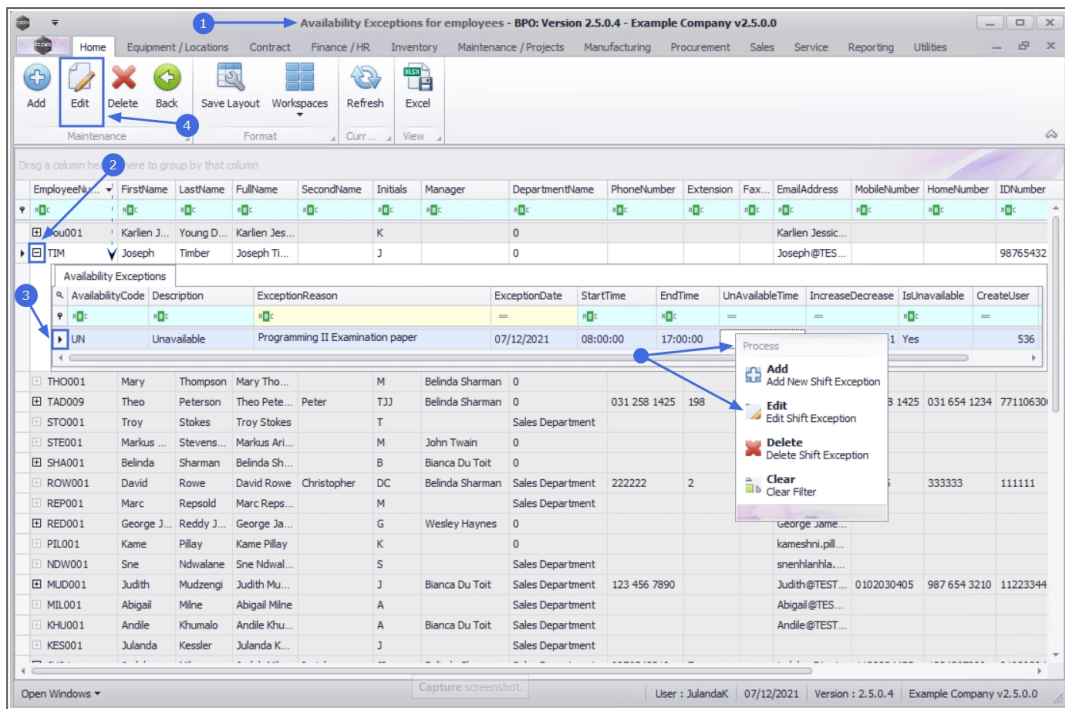 1
Availability Exceptions for employees - BPO: Version 2.5.0.4 - Example Company v2.5.0.0
Home Equipment / Locations Contract Finance / HR Inventory Maintenance / Projects Manufacturing Procurement Sales Service Reporting Utilities
Add Edit Delete Back Save Layout Workspaces Refresh Excel
4
Maintenance Format Curr... View
Drag a column here to group by that column
2
EmployeeNu... FirstName LastName FullName SecondName Initials Manager DepartmentName PhoneNumber Extension Fax... EmailAddress MobileNumber HomeNumber IDNumber
You001 Karlien J... Young D... Karlien Jes... K 0 Karlien Jessic...
TIM Joseph Timber Joseph Ti... J 0 Joseph@TES... 98765432
Availability Exceptions
3
AvailabilityCode Description ExceptionReason ExceptionDate StartTime EndTime UnAvailableTime IncreaseDecrease IsUnavailable CreateUser
UN Unavailable Programming II Examination paper 07/12/2021 08:00:00 17:00:00 1 Yes 536
Process
Add
Add New Shift Exception
Edit
Edit Shift Exception
Delete
Delete Shift Exception
Clear
Clear Filter
THO001 Mary Thompson Mary Tho... M Belinda Sharman 0
TAD009 Theo Peterson Theo Pete... Peter TJJ Belinda Sharman 0 031 258 1425 198 8 1425 031 654 1234 77110630
STO001 Troy Stokes Troy Stokes T Sales Department
STE001 Markus ... Stevens... Markus Ari... M John Twain 0
SHA001 Belinda Sharman Belinda Sh... B Bianca Du Toit 0
ROW001 David Rowe David Rowe Christopher DC Belinda Sharman Sales Department 222222 2 333333 111111
REP001 Marc Repsold Marc Reps... M Sales Department
RED001 George J... Reddy J... George Ja... G Wesley Haynes 0 George Jame...
PIL001 Kame Pillay Kame Pillay K 0 kameshni.pill...
NDW001 Sne Ndwalane Sne Ndwal... S Sales Department snenhlanhla....
MUD001 Judith Mudzengi Judith Mu... J Bianca Du Toit Sales Department 123 456 7890 Judith@TEST... 0102030405 987 654 3210 11223344
MIL001 Abigail Milne Abigail Milne A Sales Department Abigail@TES...
KHU001 Andile Khumalo Andile Khu... A Bianca Du Toit Sales Department Andile@TEST...
KES001 Julanda Kessler Julanda K... J Sales Department
Open Windows Capture screenshot. User : JulandaK 07/12/2021 Version : 2.5.0.4 Example Company v2.5.0.0